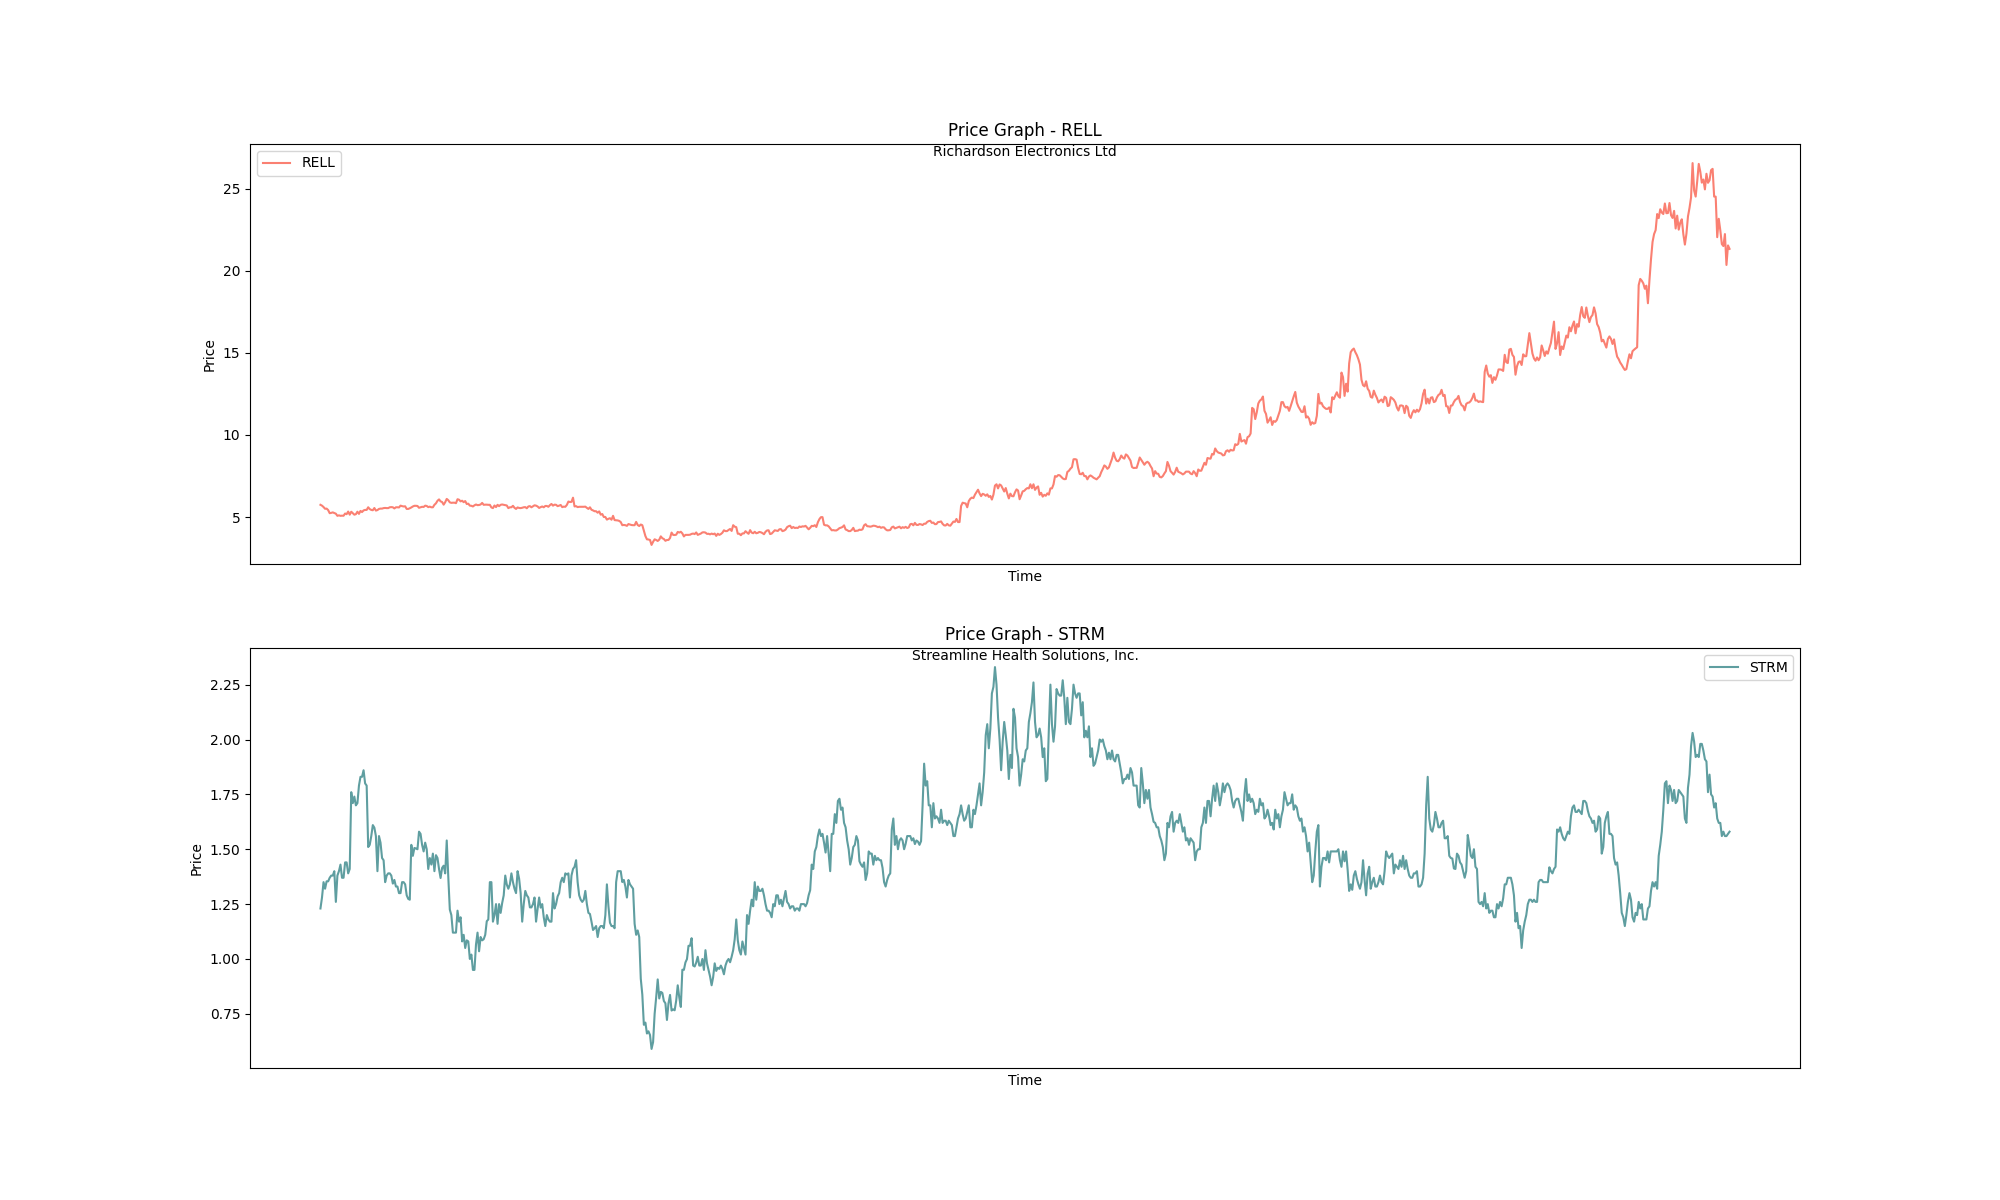 Price Graph - RELL
Richardson Electronics Ltd
RELL
25
20
15
10
5
Price
Time
Price Graph - STRM
Streamline Health Solutions, Inc.
STRM
2.25
2.00
1.75
1.50
1.25
1.00
0.75
Price
Time